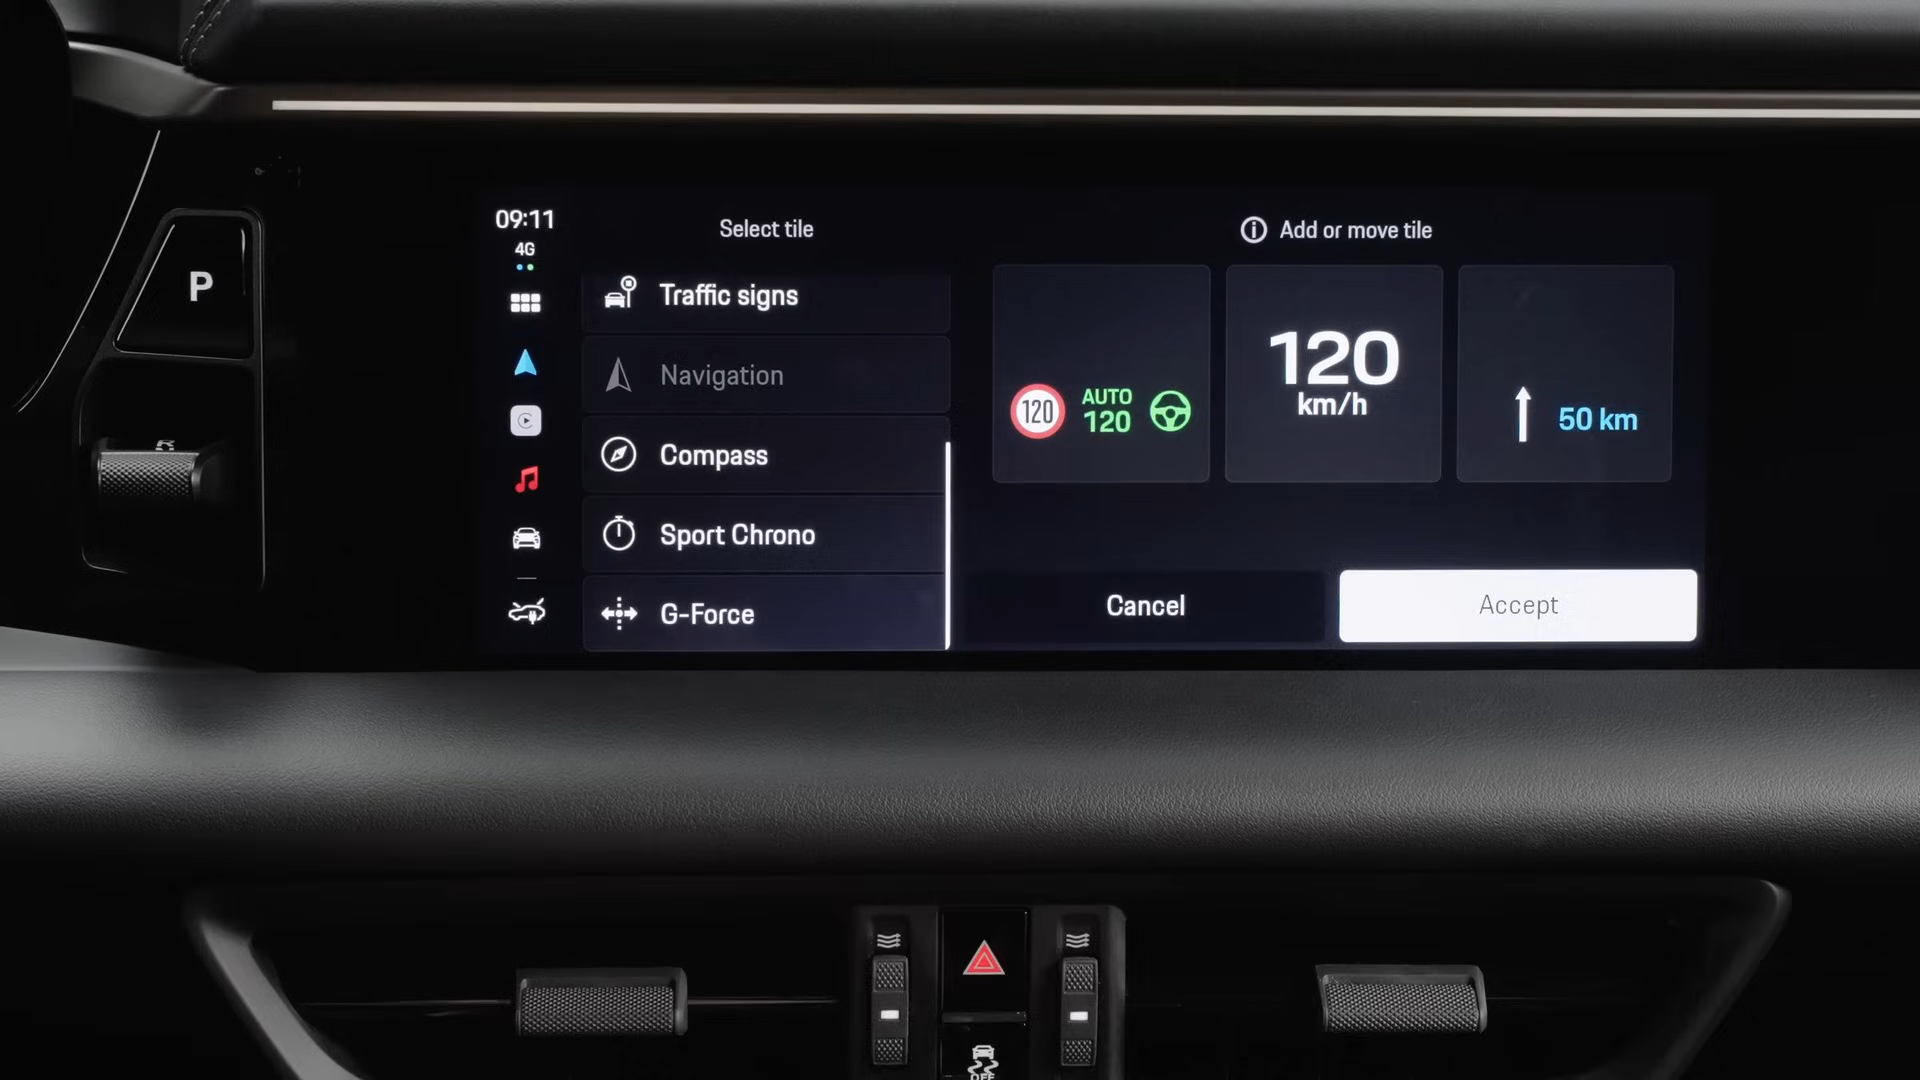 P
R
09:11
4G
Select tile
Traffic signs
Navigation
Compass
Sport Chrono
G-Force
Add or move tile
120
AUTO
120
120
km/h
50 km
Cancel
Accept
OFF